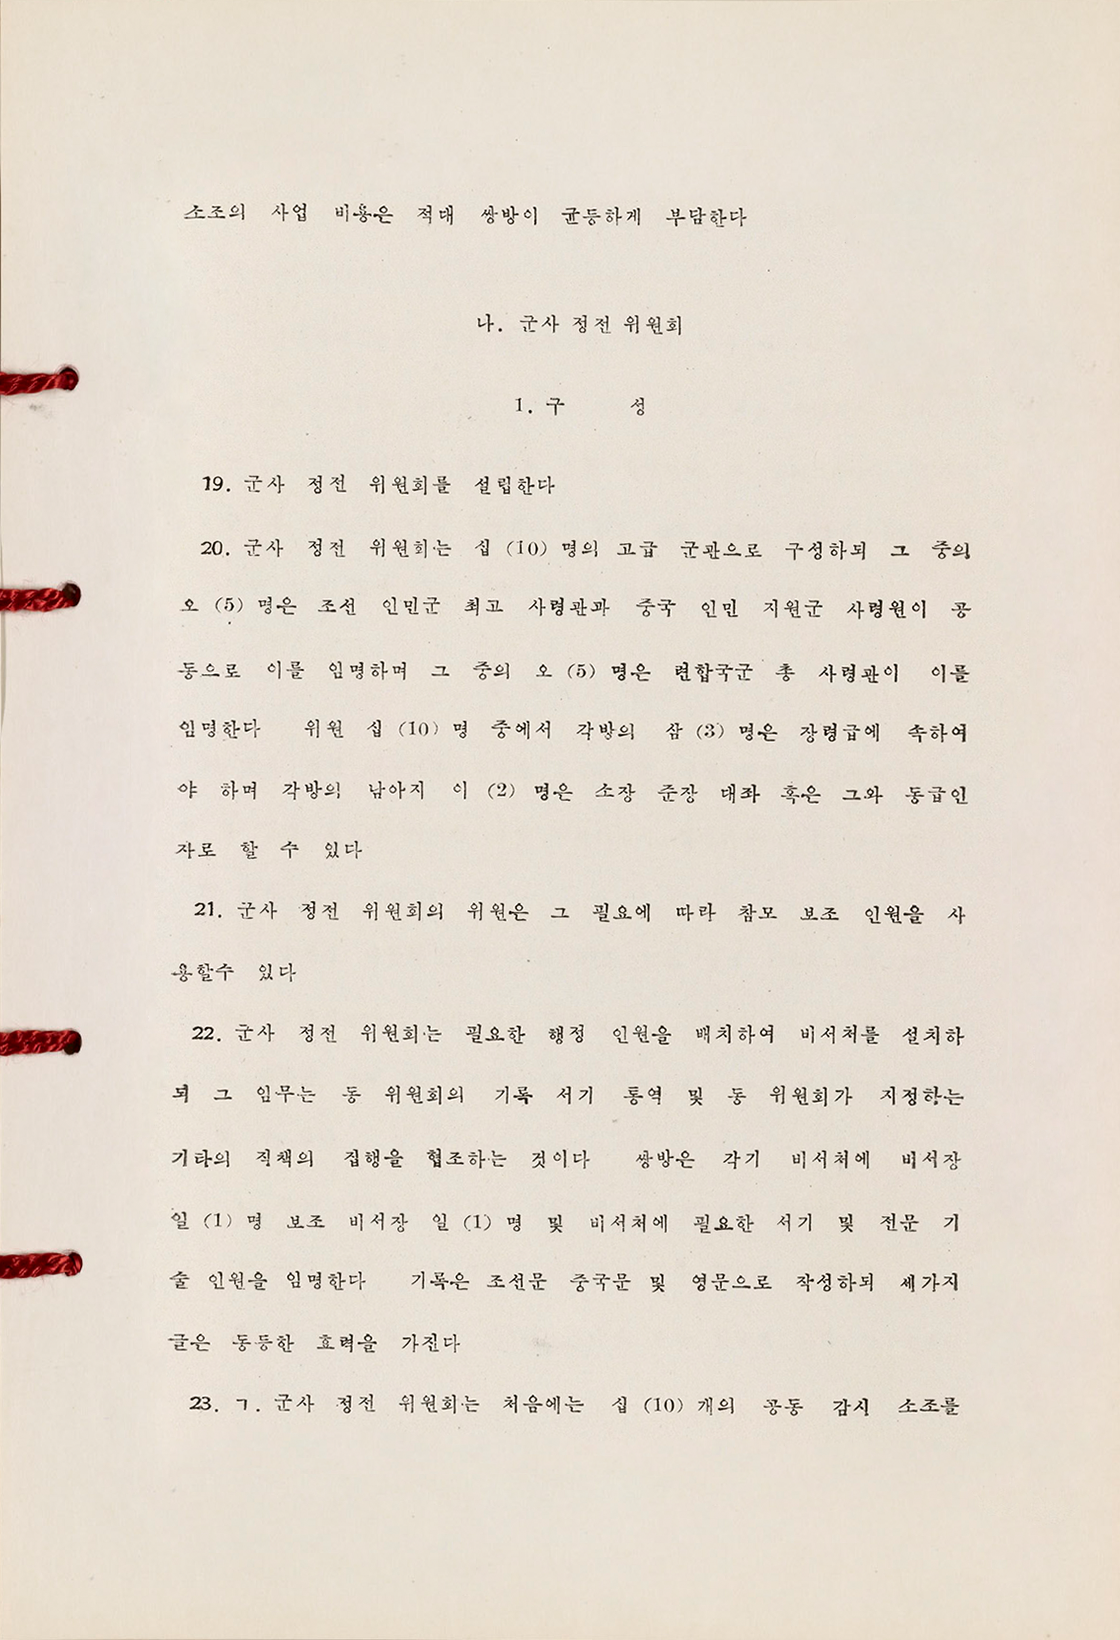 소조의 사업 비용은 적대 쌍방이 균등하게 부담한다
나. 군사 정전 위원회
1. 구 성
19. 군사 정전 위원회를 설립한다
20. 군사 정전 위원회는 십 (10) 명의 고급 군관으로 구성하되 그 중의
오 (5) 명은 조선 인민군 최고 사령관과 중국 인민 지원군 사령원이 공
동으로 이를 임명하며 그 중의 오 (5) 명은 련합국군 총 사령관이 이를
임명한다 위원 십 (10) 명 중에서 각방의 삼 (3) 명은 장령급에 속하여
야 하며 각방의 남아지 이 (2) 명은 소장 준장 대좌 혹은 그와 동급인
자로 할 수 있다
21. 군사 정전 위원회의 위원은 그 필요에 따라 참모 보조 인원을 사
용할수 있다
22. 군사 정전 위원회는 필요한 행정 인원을 배치하여 비서처를 설치하
되 그 임무는 동 위원회의 기록 서기 통역 및 동 위원회가 지정하는
기타의 직책의 집행을 협조하는 것이다 쌍방은 각기 비서처에 비서장
일 (1) 명 보조 비서장 일 (1) 명 및 비서처에 필요한 서기 및 전문 기
술 인원을 임명한다 기록은 조선문 중국문 및 영문으로 작성하되 세가지
글은 동등한 효력을 가진다
23. ㄱ. 군사 정전 위원회는 처음에는 십 (10) 개의 공동 감시 소조를